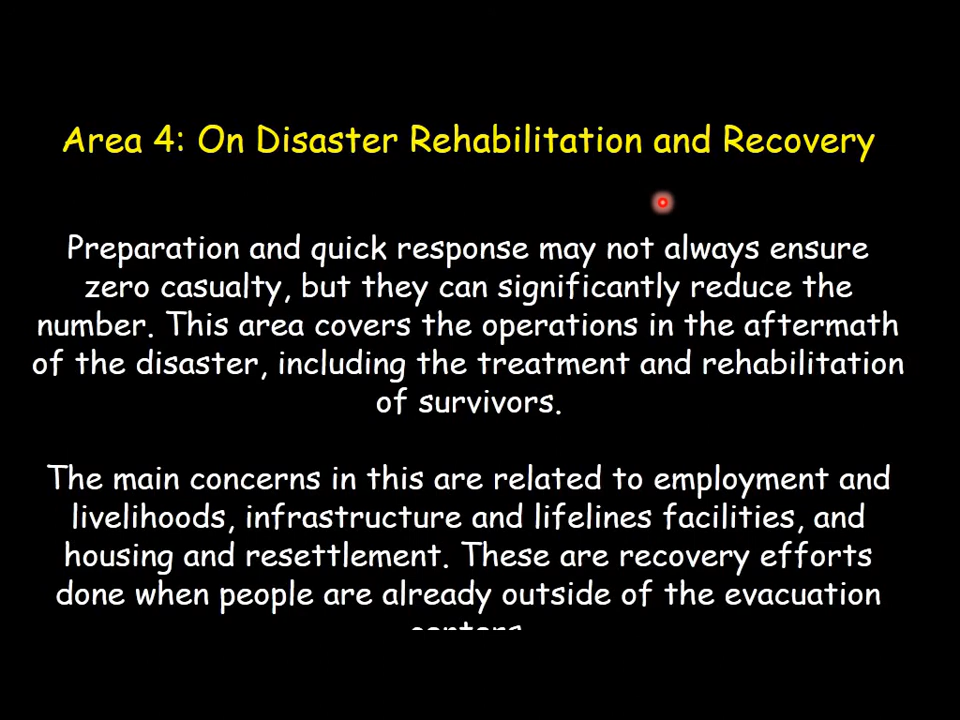 Area 4: On Disaster Rehabilitation and Recovery
Preparation and quick response may not always ensure
zero casualty, but they can significantly reduce the
number. This area covers the operations in the aftermath
of the disaster, including the treatment and rehabilitation
of survivors.
The main concerns in this are related to employment and
livelihoods, infrastructure and lifelines facilities, and
housing and resettlement. These are recovery efforts
done when people are already outside of the evacuation